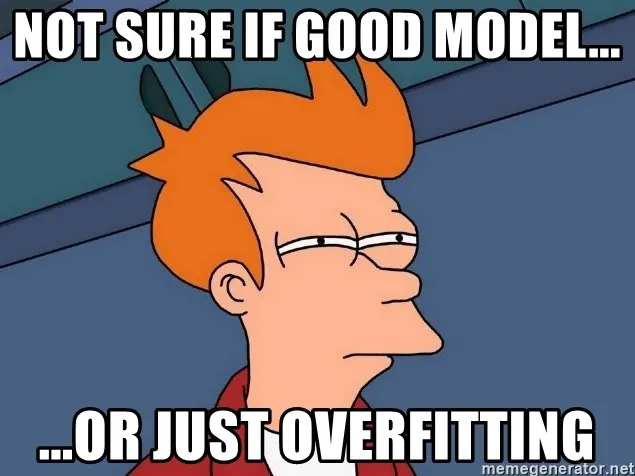 NOT SURE IF GOOD MODEL...
...OR JUST OVERFITTING
memegenerator.net